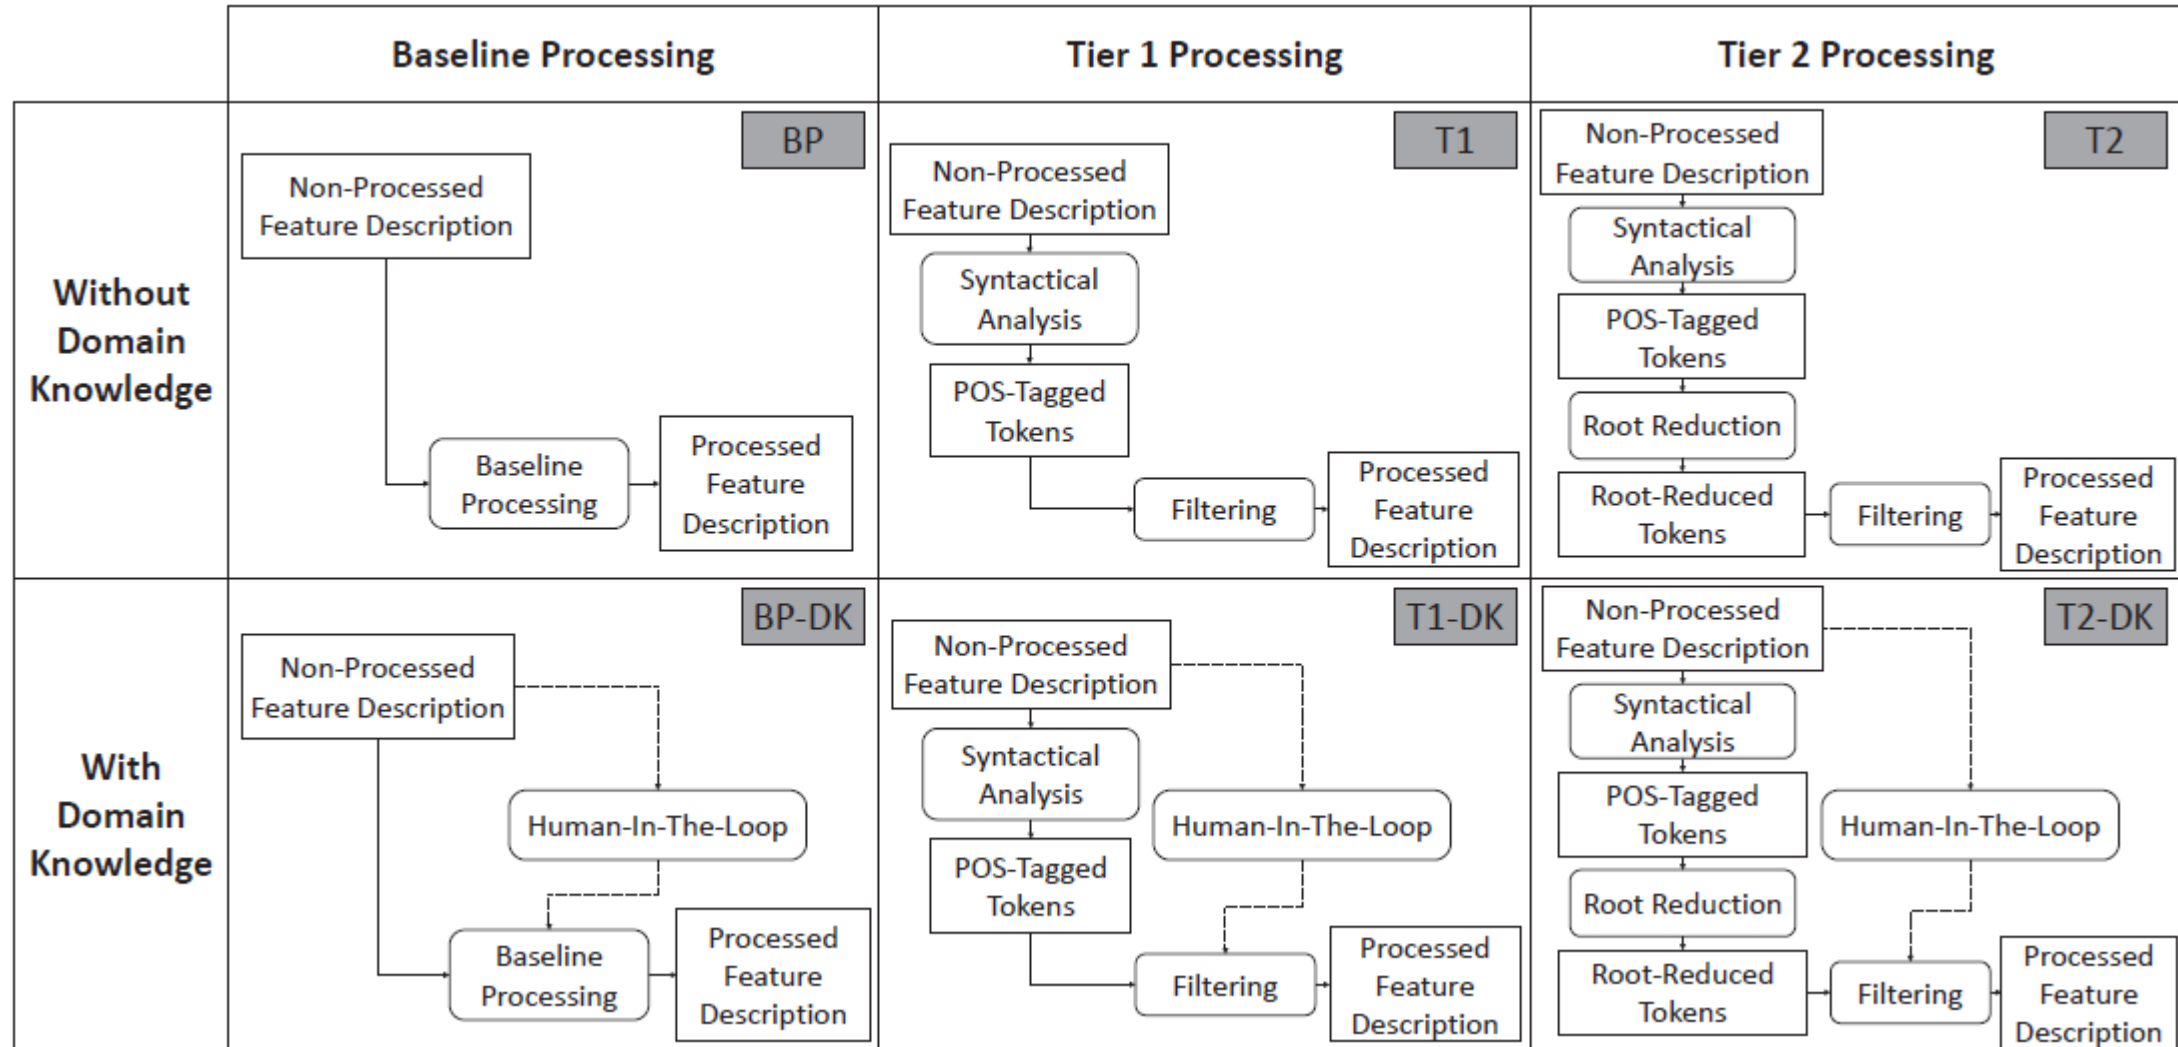 Baseline Processing
Tier 1 Processing
Tier 2 Processing
Without
Domain
Knowledge
BP
Non-Processed
Feature Description
Baseline
Processing
Processed
Feature
Description
T1
Non-Processed
Feature Description
Syntactical
Analysis
POS-Tagged
Tokens
Filtering
Processed
Feature
Description
T2
Non-Processed
Feature Description
Syntactical
Analysis
POS-Tagged
Tokens
Root Reduction
Root-Reduced
Tokens
Filtering
Processed
Feature
Description
With
Domain
Knowledge
BP-DK
Non-Processed
Feature Description
Human-In-The-Loop
Baseline
Processing
Processed
Feature
Description
T1-DK
Non-Processed
Feature Description
Syntactical
Analysis
Human-In-The-Loop
POS-Tagged
Tokens
Filtering
Processed
Feature
Description
T2-DK
Non-Processed
Feature Description
Syntactical
Analysis
POS-Tagged
Tokens
Human-In-The-Loop
Root Reduction
Root-Reduced
Tokens
Filtering
Processed
Feature
Description